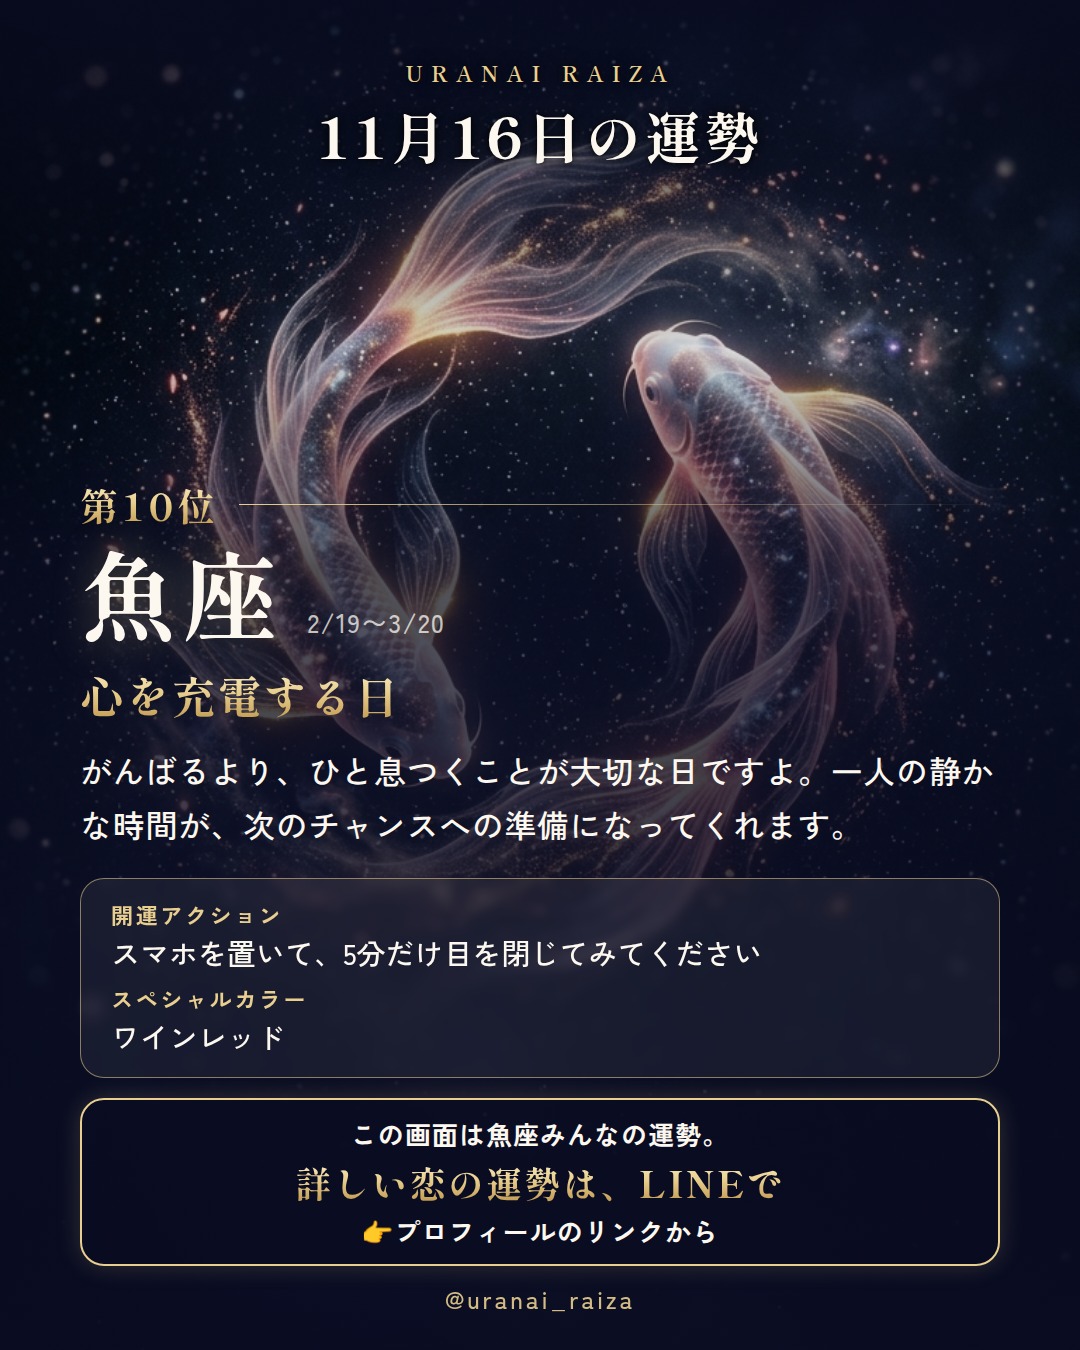 URANAI RAIZA
11月16日の運勢
第10位
魚座 2/19〜3/20
心を充電する日
がんばるより、ひと息つくことが大切な日ですよ。一人の静か
な時間が、次のチャンスへの準備になってくれます。
開運アクション
スマホを置いて、5分だけ目を閉じてみてください
スペシャルカラー
ワインレッド
この画面は魚座みんなの運勢。
詳しい恋の運勢は、LINEで
👉プロフィールのリンクから
@uranai_raiza